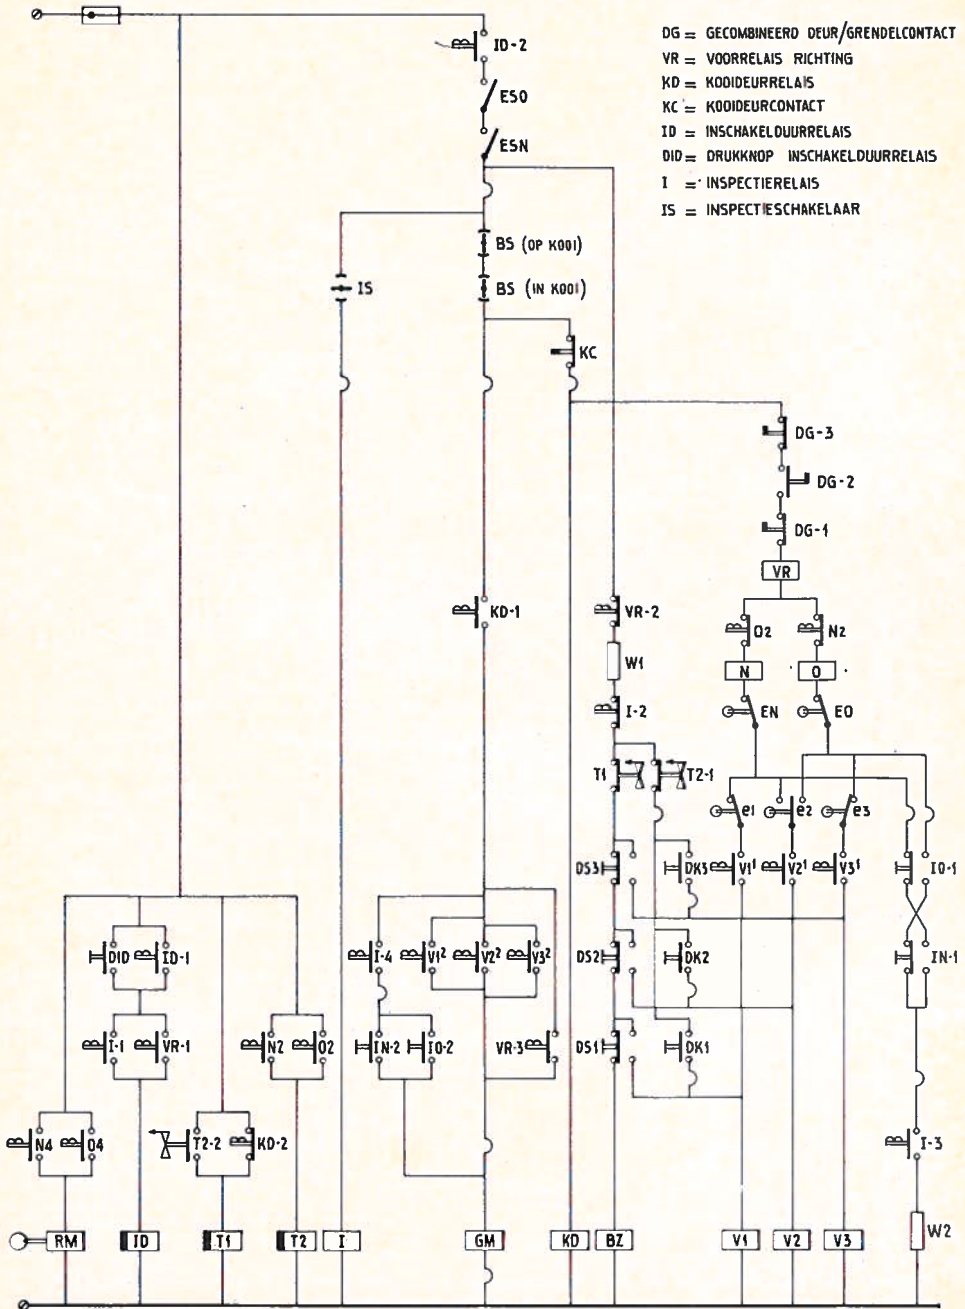 DG = GECOMBINEERD DEUR/GRENDELCONTACT
VR = VOORRELAIS RICHTING
KD = KOOIDEURRELAIS
KC = KOOIDEURCONTACT
ID = INSCHAKELDUURRELAIS
DID = DRUKKNOP INSCHAKELDUURRELAIS
I = INSPECTIERELAIS
IS = INSPECTIESCHAKELAAR
ID-2
ESO
ESN
BS (OP KOOI)
IS
BS (IN KOOI)
KC
DG-3
DG-2
DG-1
VR
KD-1
VR-2
O2
N2
W1
N
O
I-2
EN
EO
T1
T2-1
e1
e2
e3
DS3
DK3
V1¹
V2¹
V3¹
IO-1
DID
ID-1
I-4
V1²
V2²
V3²
DS2
DK2
IN-1
I-1
VR-1
N2
O2
IN-2
IO-2
VR-3
DS1
DK1
N4
O4
T2-2
KD-2
I-3
RM
ID
T1
T2
I
GM
KD
BZ
V1
V2
V3
W2